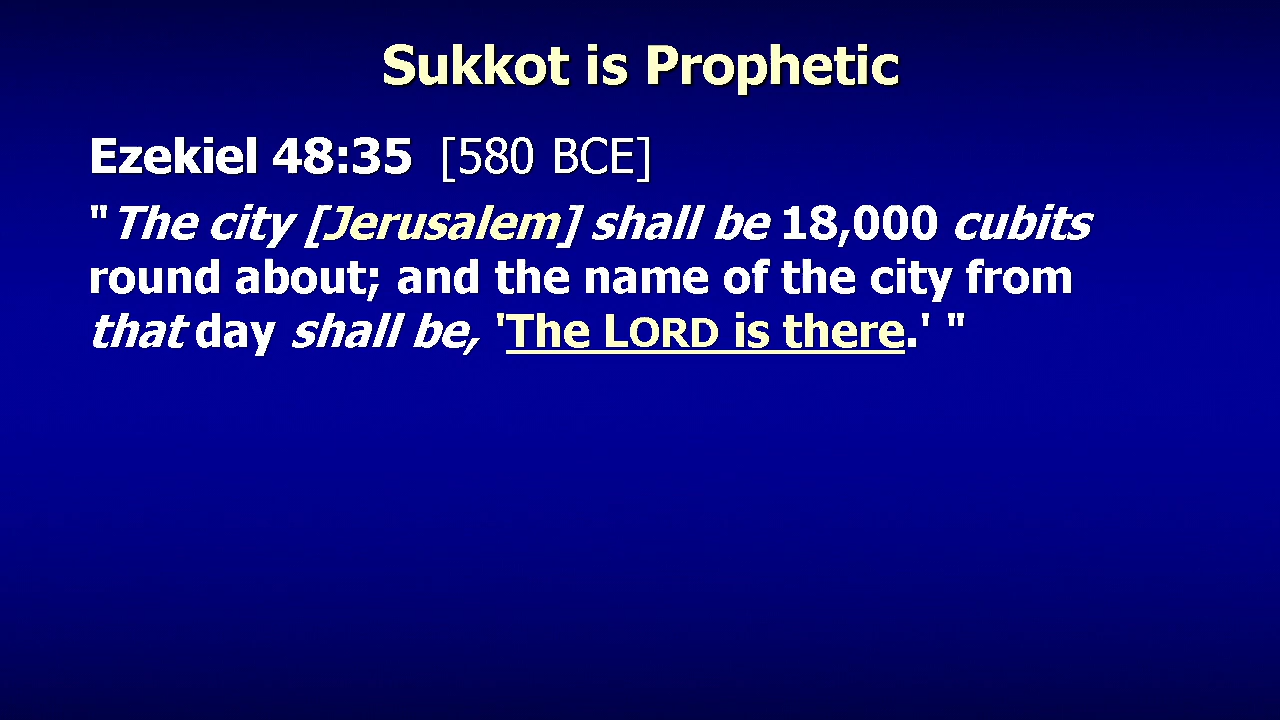 Sukkot is Prophetic
Ezekiel 48:35 [580 BCE]
"The city [Jerusalem] shall be 18,000 cubits
round about; and the name of the city from
that day shall be, 'The LORD is there.' "